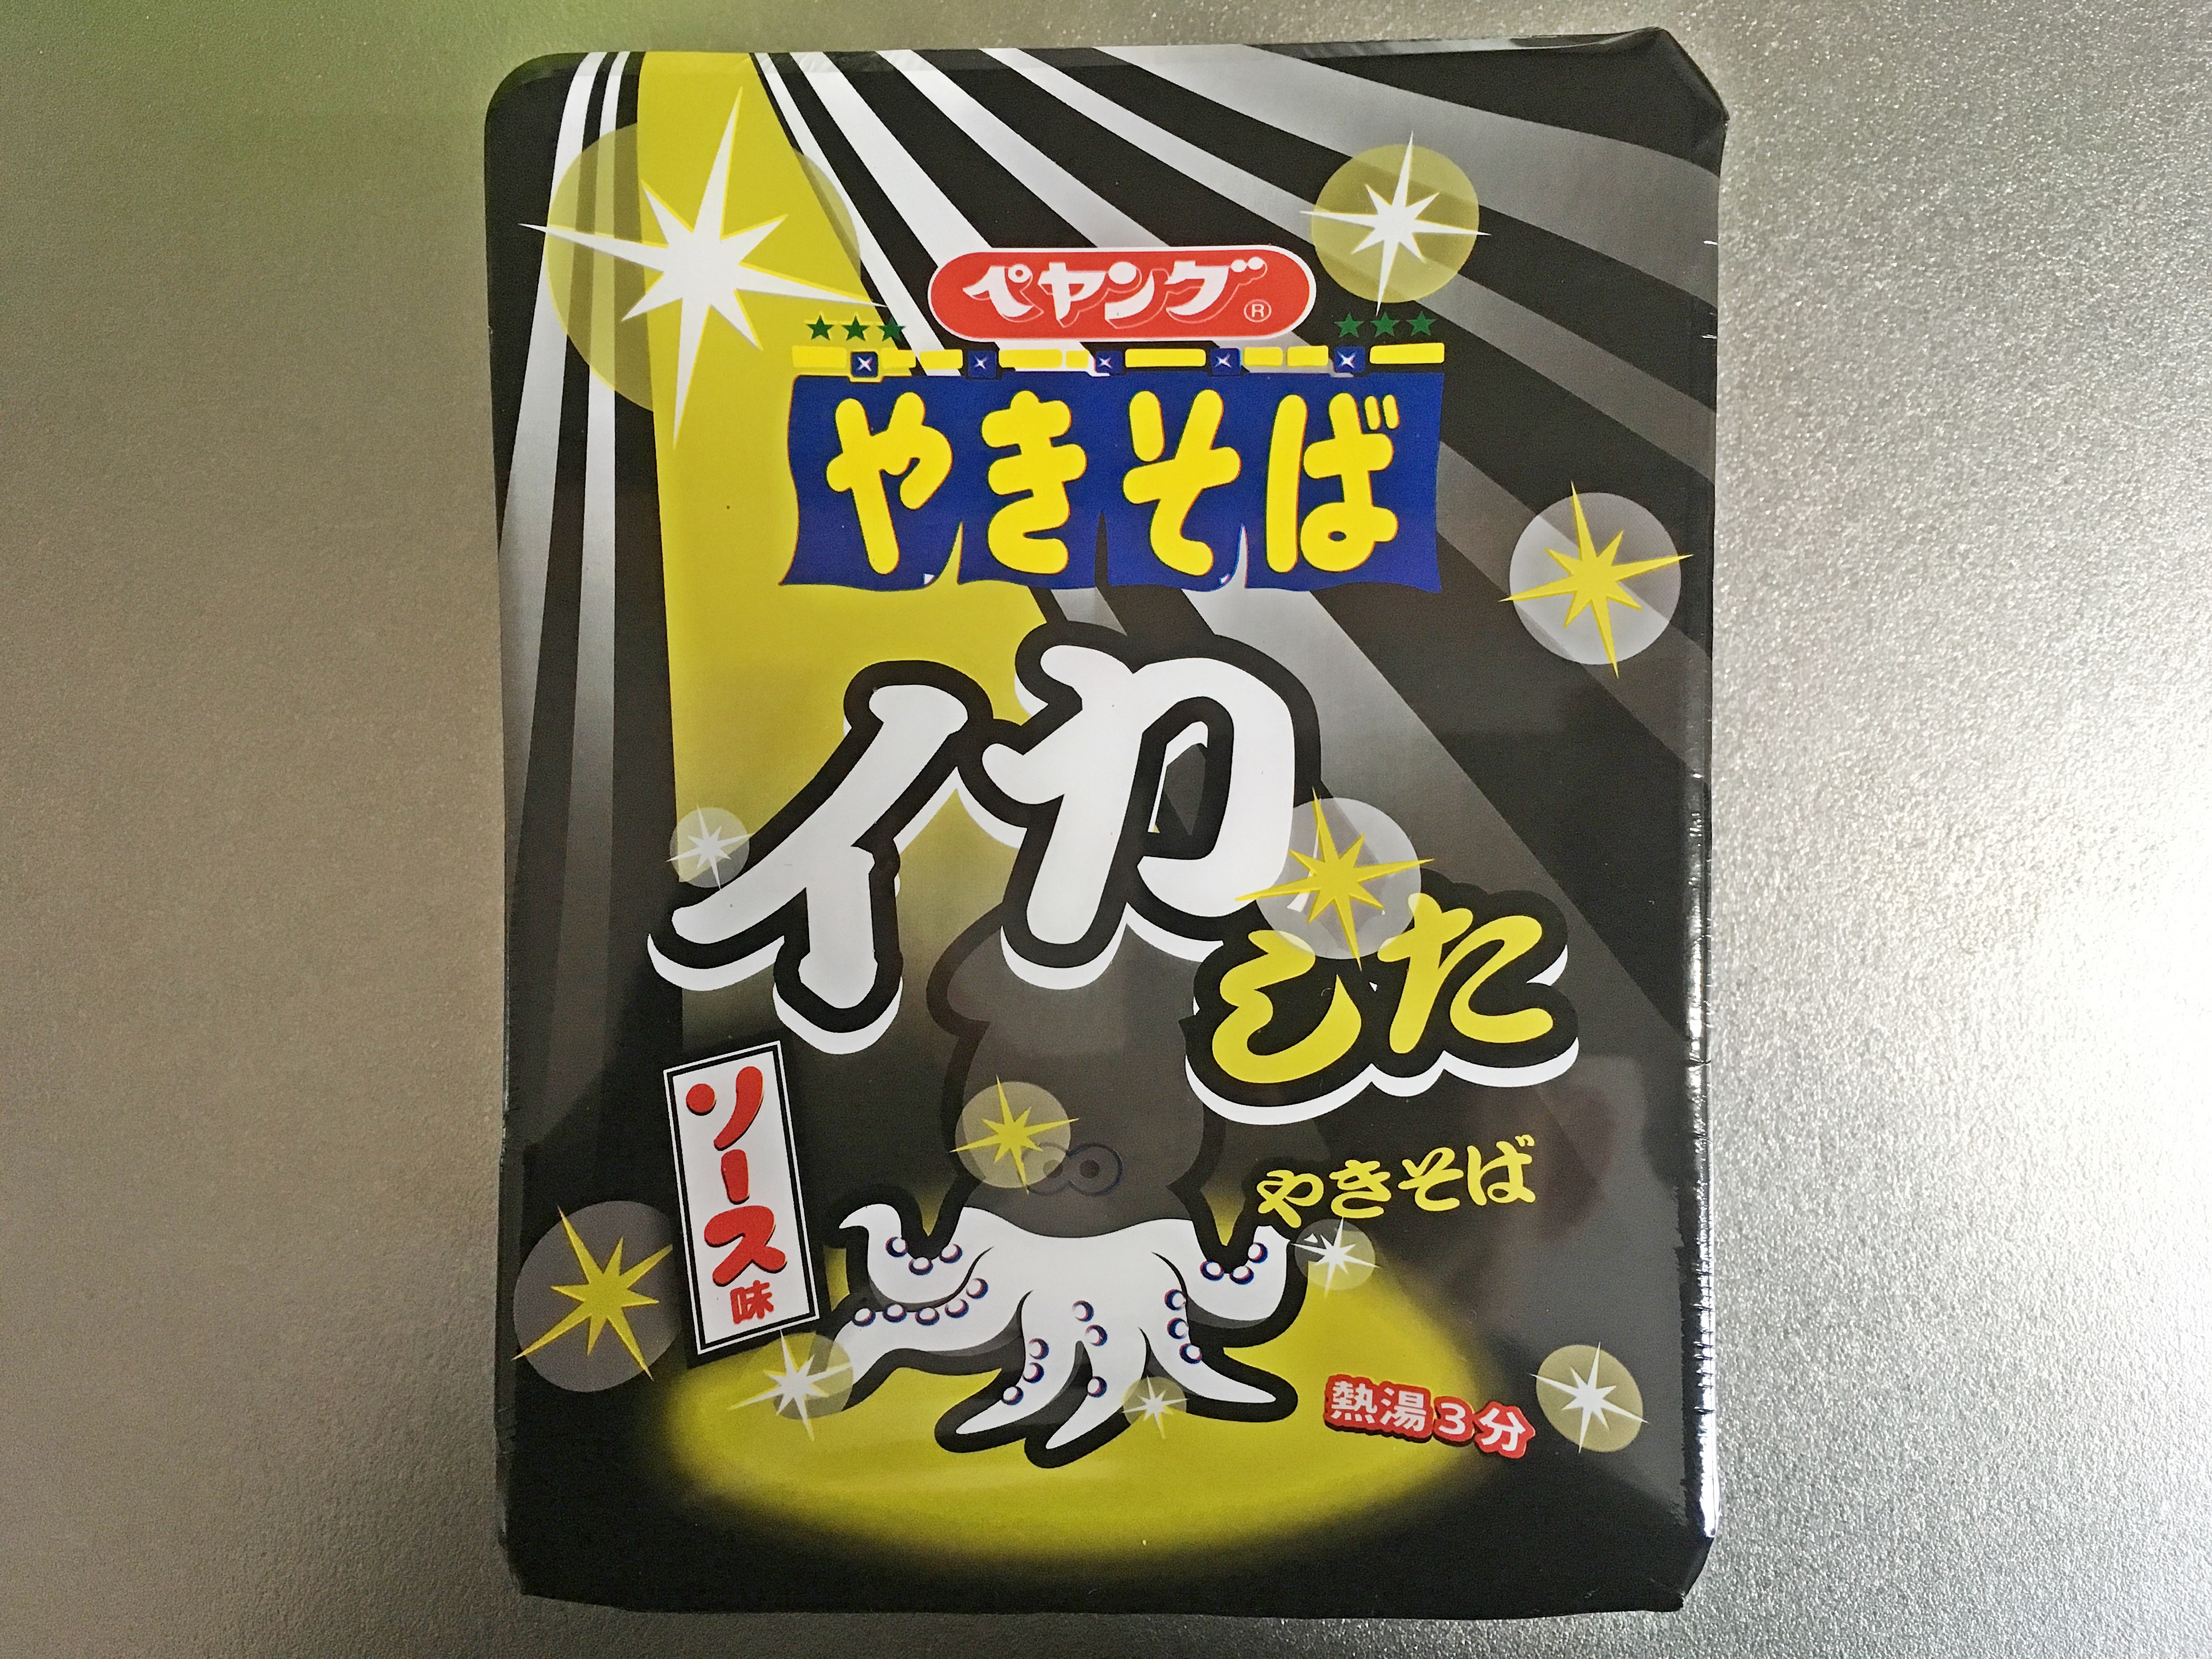 ペヤング®
やきそば
イカした
やきそば
ソース味
熱湯3分